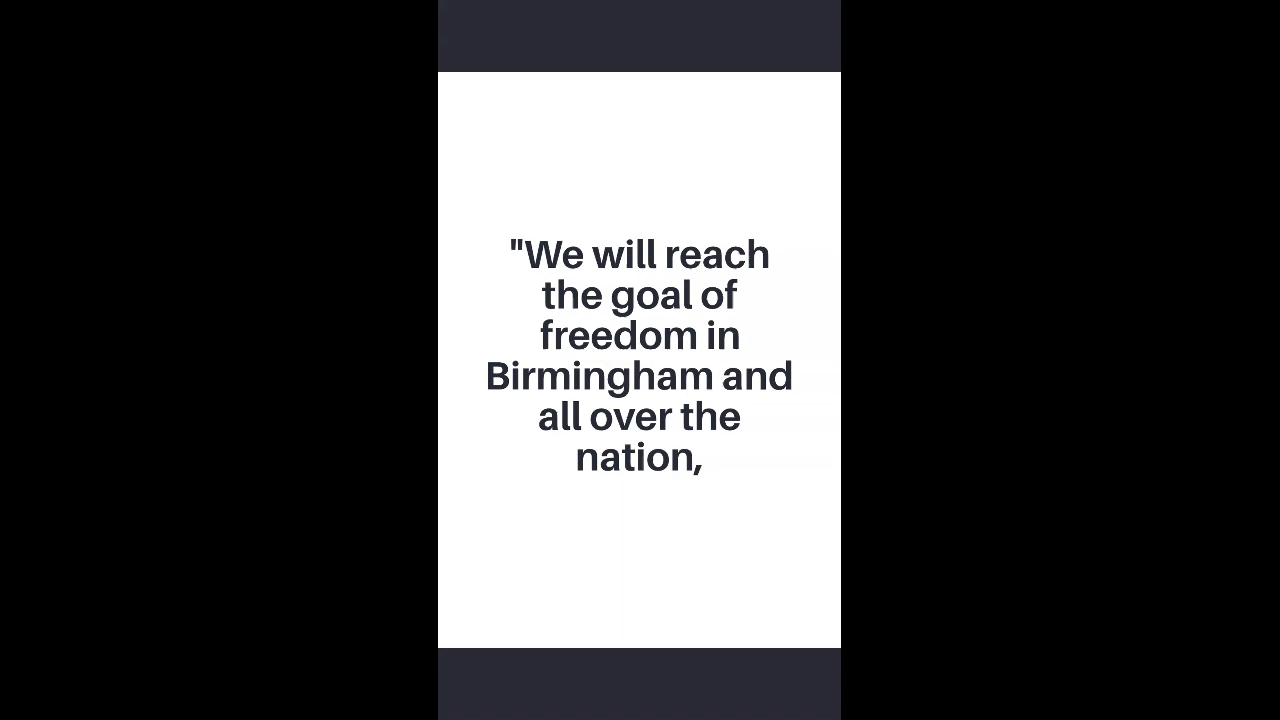 "We will reach
the goal of
freedom in
Birmingham and
all over the
nation,